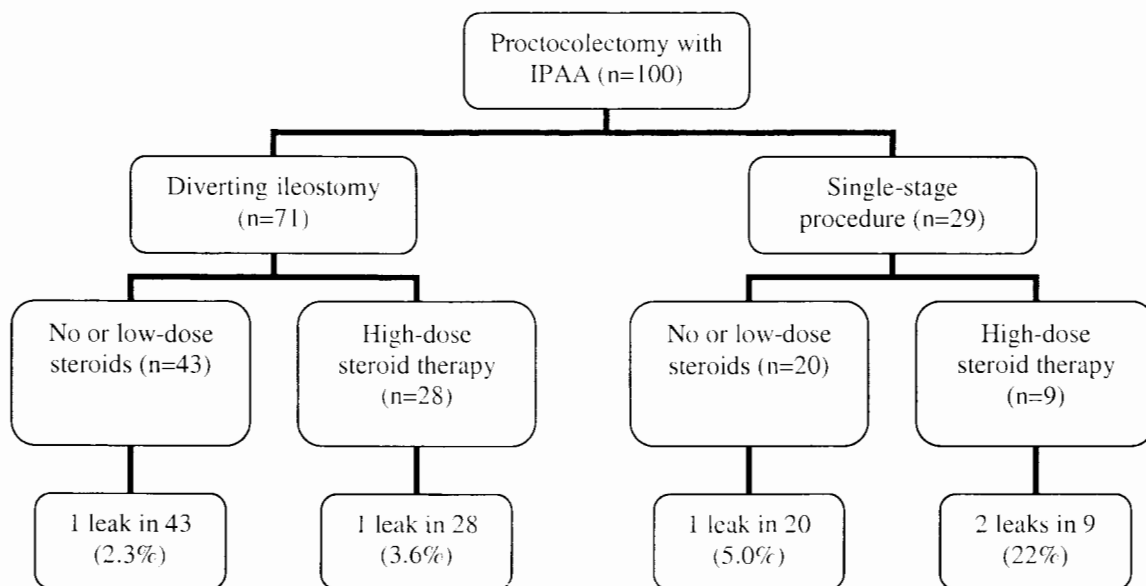 Proctocolectomy with
IPAA (n=100)
Diverting ileostomy
(n=71)
Single-stage
procedure (n=29)
No or low-dose
steroids (n=43)
High-dose
steroid therapy
(n=28)
No or low-dose
steroids (n=20)
High-dose
steroid therapy
(n=9)
1 leak in 43
(2.3%)
1 leak in 28
(3.6%)
1 leak in 20
(5.0%)
2 leaks in 9
(22%)